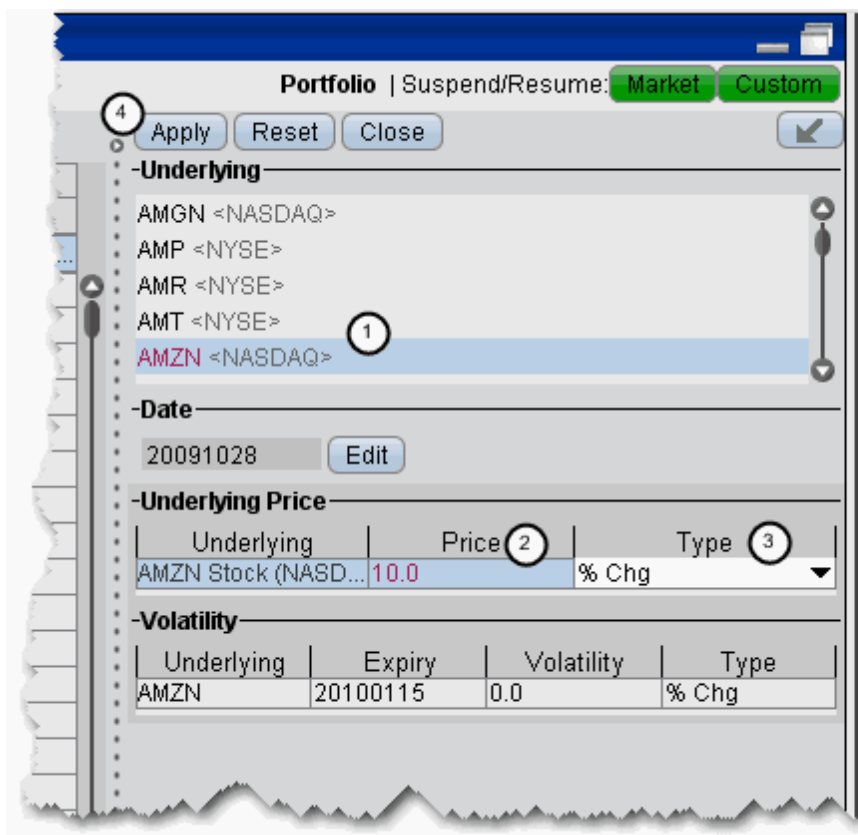 Portfolio | Suspend/Resume: Market Custom
4
Apply Reset Close
Underlying
AMGN <NASDAQ>
AMP <NYSE>
AMR <NYSE>
AMT <NYSE>
1
AMZN <NASDAQ>
Date
20091028 Edit
Underlying Price
Underlying Price 2 Type 3
AMZN Stock (NASD... 10.0 % Chg
Volatility
Underlying Expiry Volatility Type
AMZN 20100115 0.0 % Chg